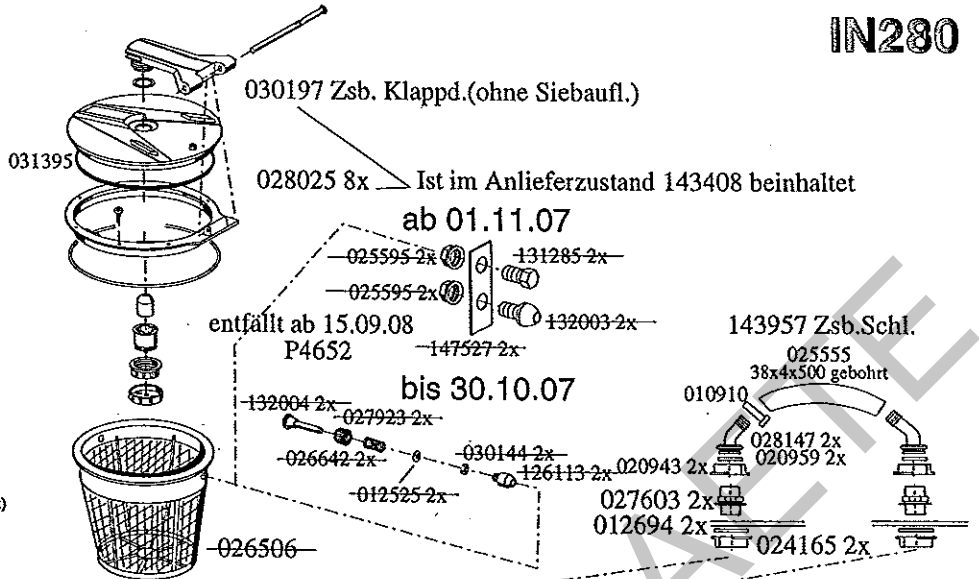 IN280
030197 Zsb. Klappd.(ohne Siebaufl.)
031395
028025 8x Ist im Anlieferzustand 143408 beinhaltet
ab 01.11.07
025595 2x
131285 2x
025595 2x
132003 2x
entfällt ab 15.09.08
P4652
147527 2x
143957 Zsb.Schl.
025555
38x4x500 gebohrt
010910
bis 30.10.07
132004 2x
027923 2x
026642 2x
030144 2x
126113 2x
012525 2x
028147 2x
020959 2x
020943 2x
027603 2x
012694 2x
024165 2x
026506